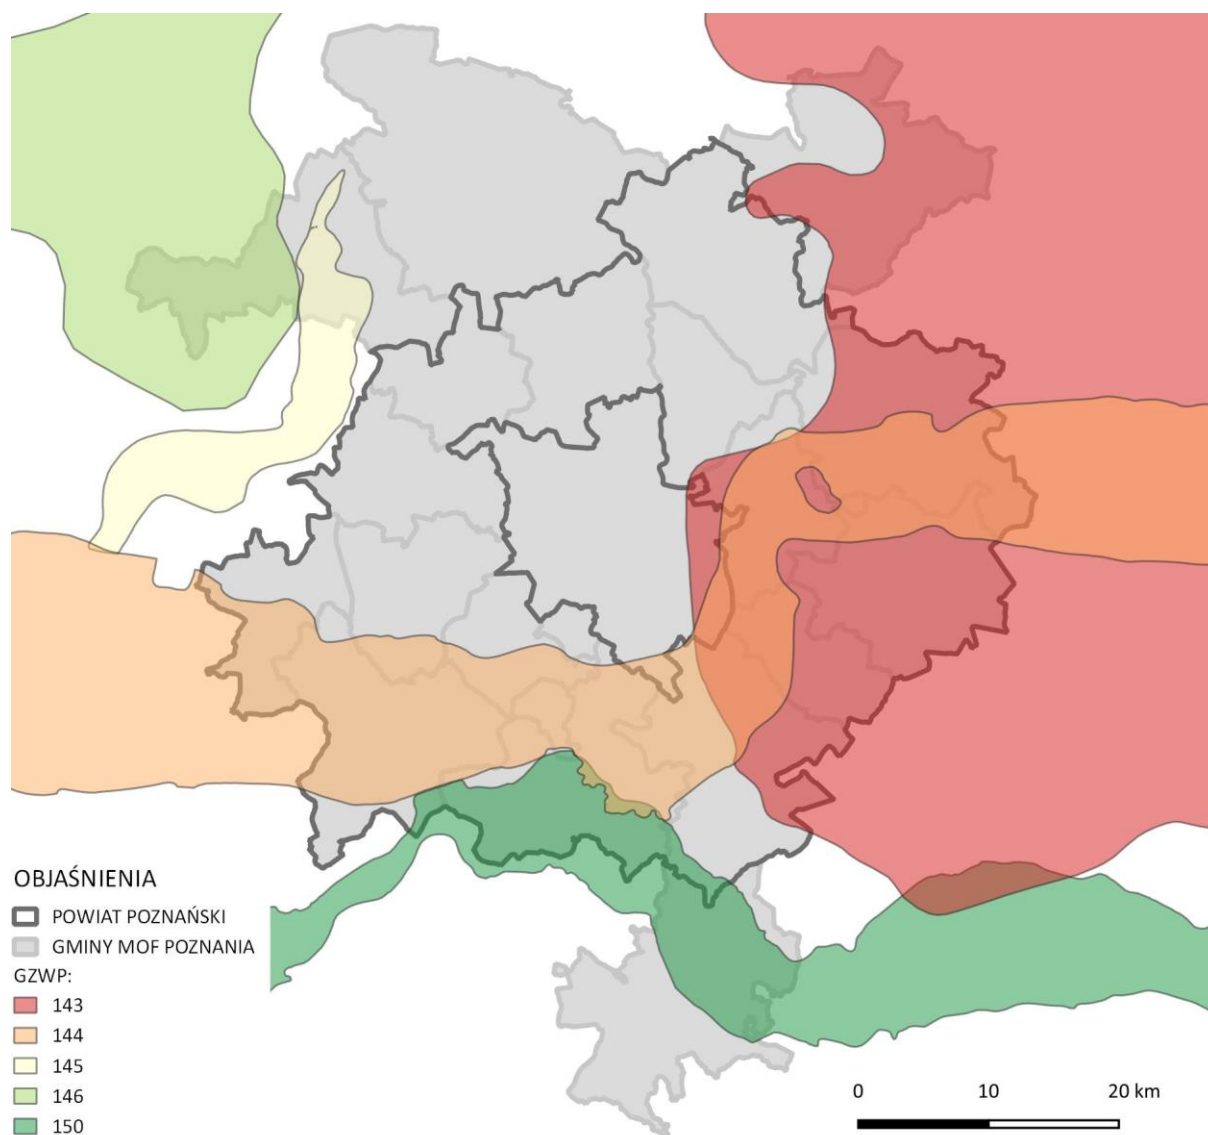 OBJAŚNIENIA
POWIAT POZNAŃSKI
GMINY MOF POZNANIA
GZWP:
143
144
145
146
150
0 10 20 km